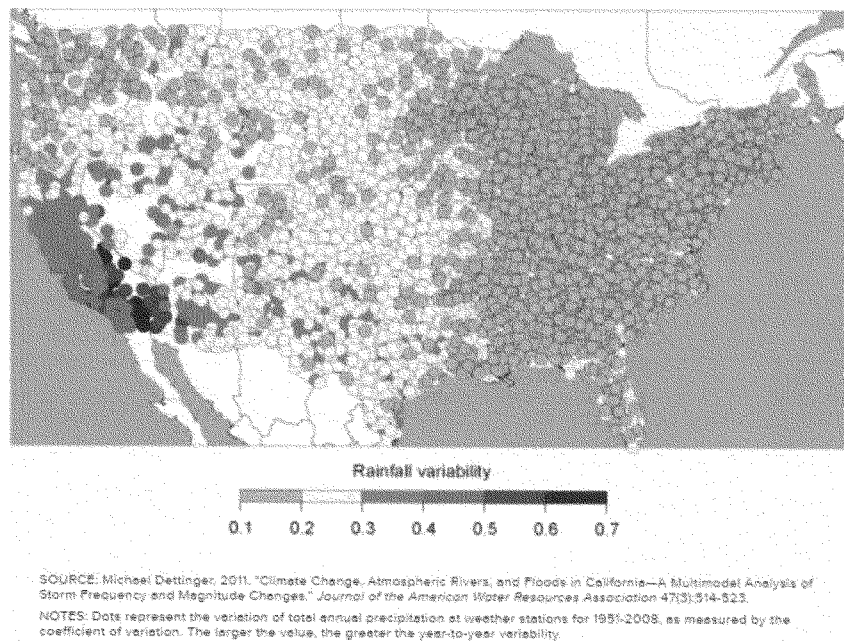 Rainfall variability
0.1 0.2 0.3 0.4 0.5 0.6 0.7
SOURCE: Michael Dettinger, 2011. "Climate Change, Atmospheric Rivers, and Floods in California—A Multimodel Analysis of
Storm Frequency and Magnitude Changes," Journal of the American Water Resources Association 47(3):514-523.
NOTES: Dots represent the variation of total annual precipitation at weather stations for 1951-2008, as measured by the
coefficient of variation. The larger the value, the greater the year-to-year variability.